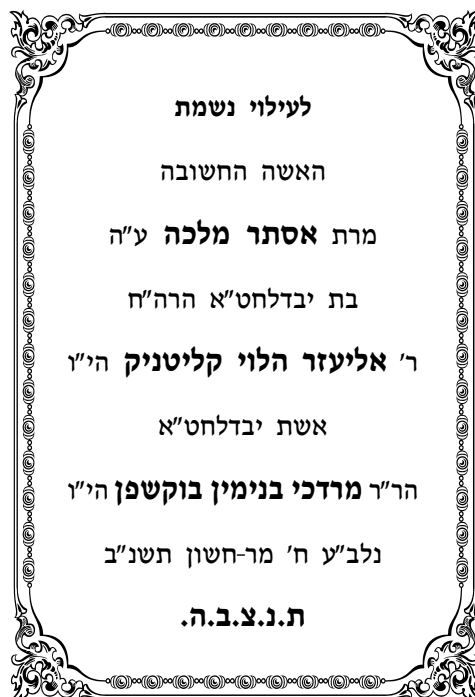 לעילוי נשמת
האשה החשובה
מרת אסתר מלכה ע"ה
בת יבדלחט"א הרה"ח
ר' אליעזר הלוי קליטניק הי"ו
אשת יבדלחט"א
הר"ר מרדכי בנימין בוקשפן הי"ו
נלב"ע ח' מר-חשון תשנ"ב
ת.נ.צ.ב.ה.